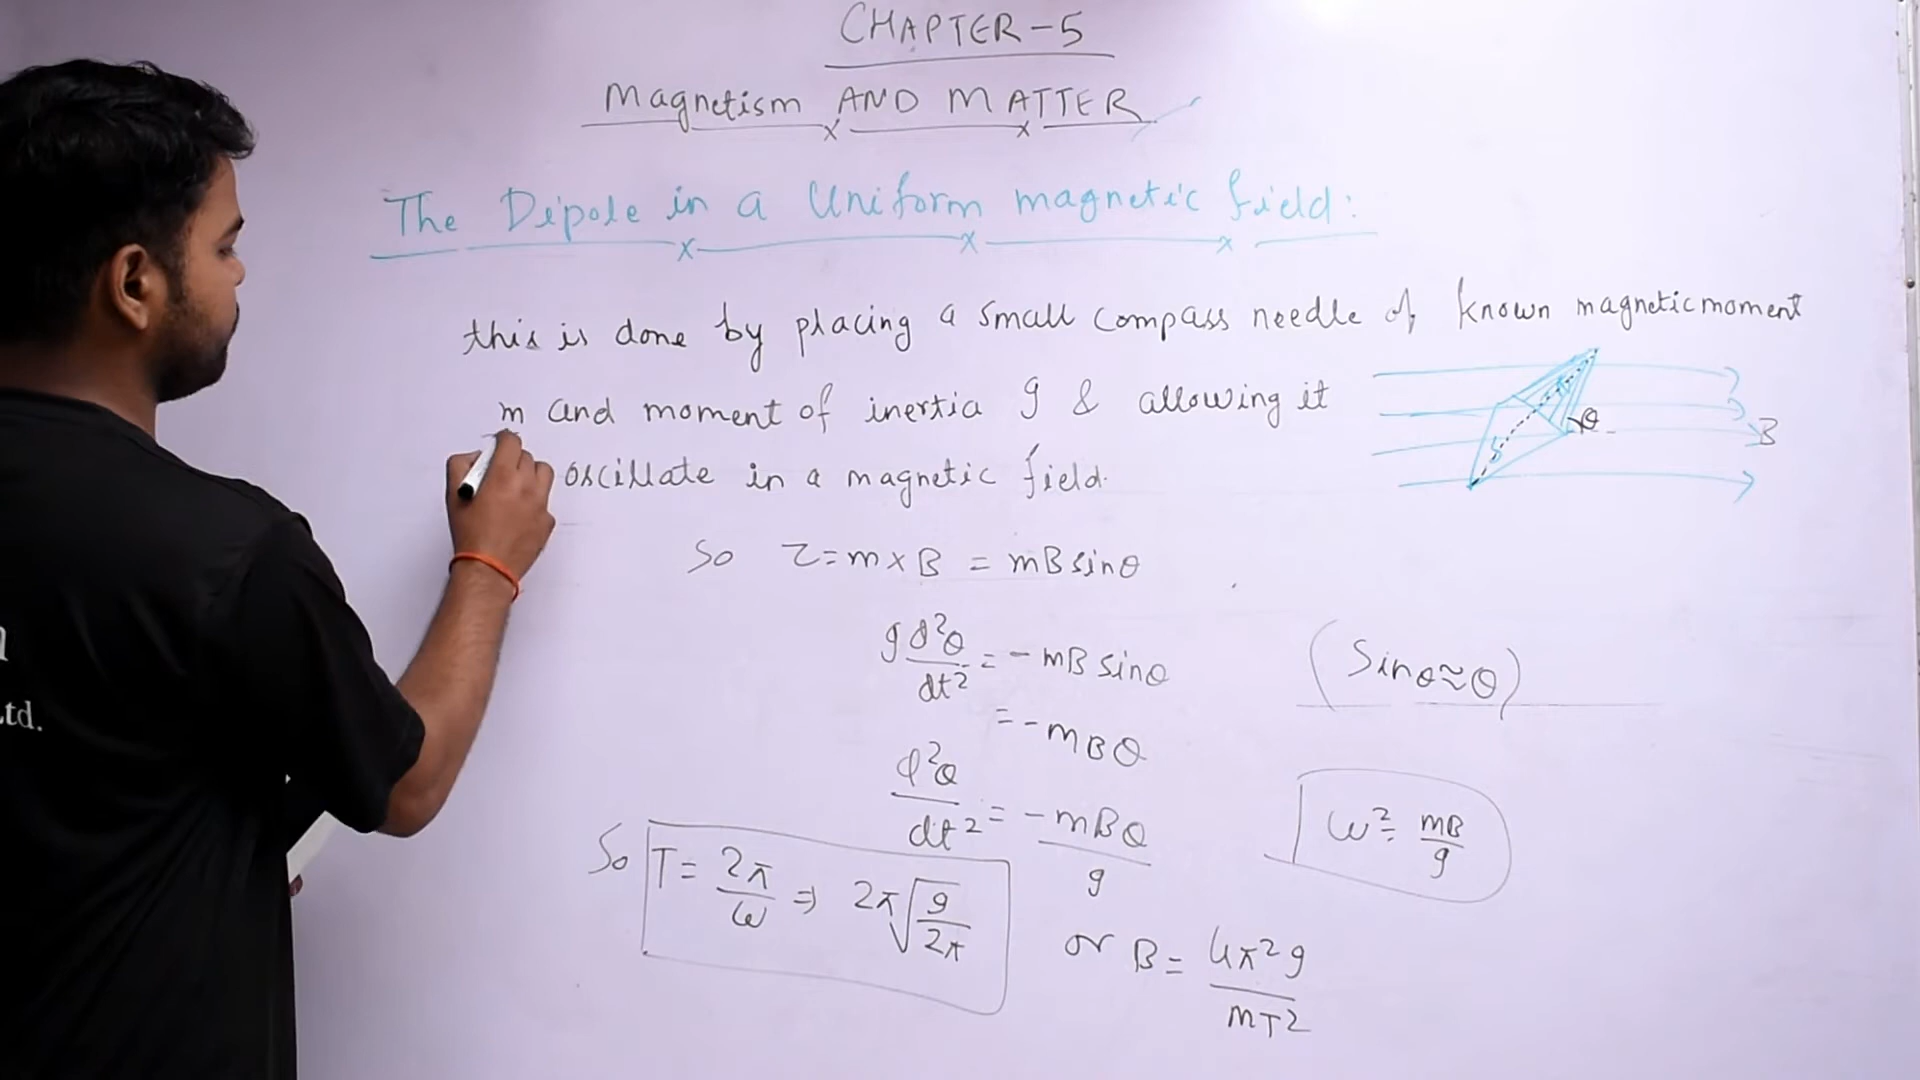 CHAPTER-5
Magnetism AND MATTER
The Dipole in a Uniform magnetic field:
this is done by placing a small compass needle of known magnetic moment
m and moment of inertia g & allowing it
oscillate in a magnetic field.
θ
B
S
So τ = m × B = mB sinθ
g d²θ/dt² = - mB sinθ
(Sinθ ≈ θ)
= - mBθ
d²θ/dt² = - mBθ/g
ω² = mB/g
So T = 2π/ω ⇒ 2π√(g/2π)
or B = 4π²g/mT²
td.